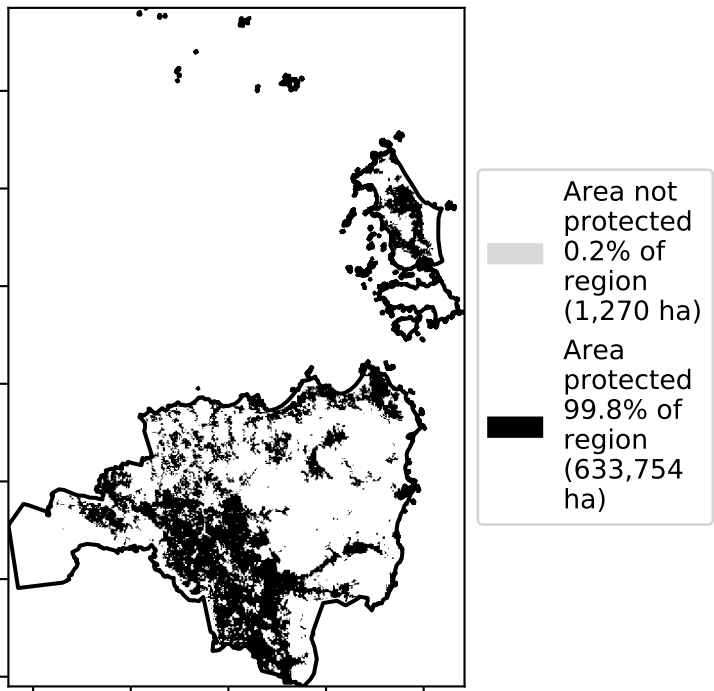 Area not
protected
0.2% of
region
(1,270 ha)
Area
protected
99.8% of
region
(633,754
ha)